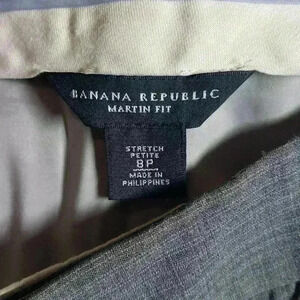 BANANA REPUBLIC
MARTIN FIT
STRETCH
PETITE
8P
MADE IN
PHILIPPINES